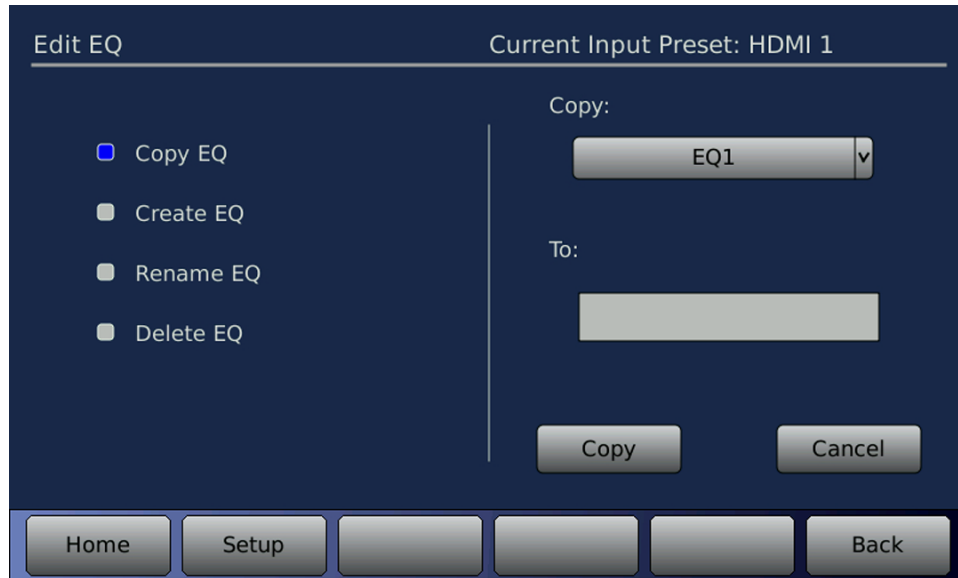 Edit EQ
Current Input Preset: HDMI 1
Copy EQ
Create EQ
Rename EQ
Delete EQ
Copy:
EQ1
To:
Copy
Cancel
Home
Setup
Back